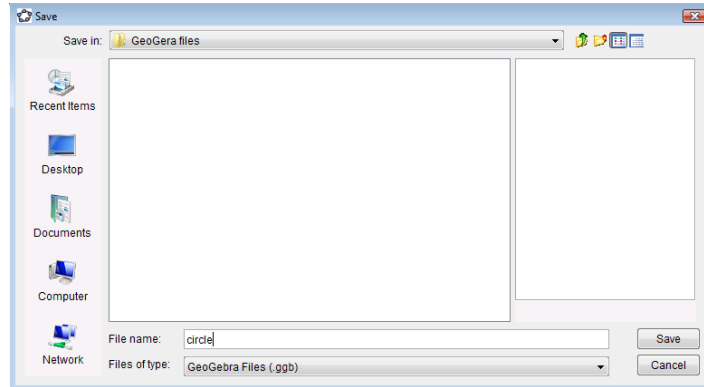 Save
Save in: GeoGera files
Recent Items
Desktop
Documents
Computer
Network
File name: circle Save
Files of type: GeoGebra Files (.ggb) Cancel